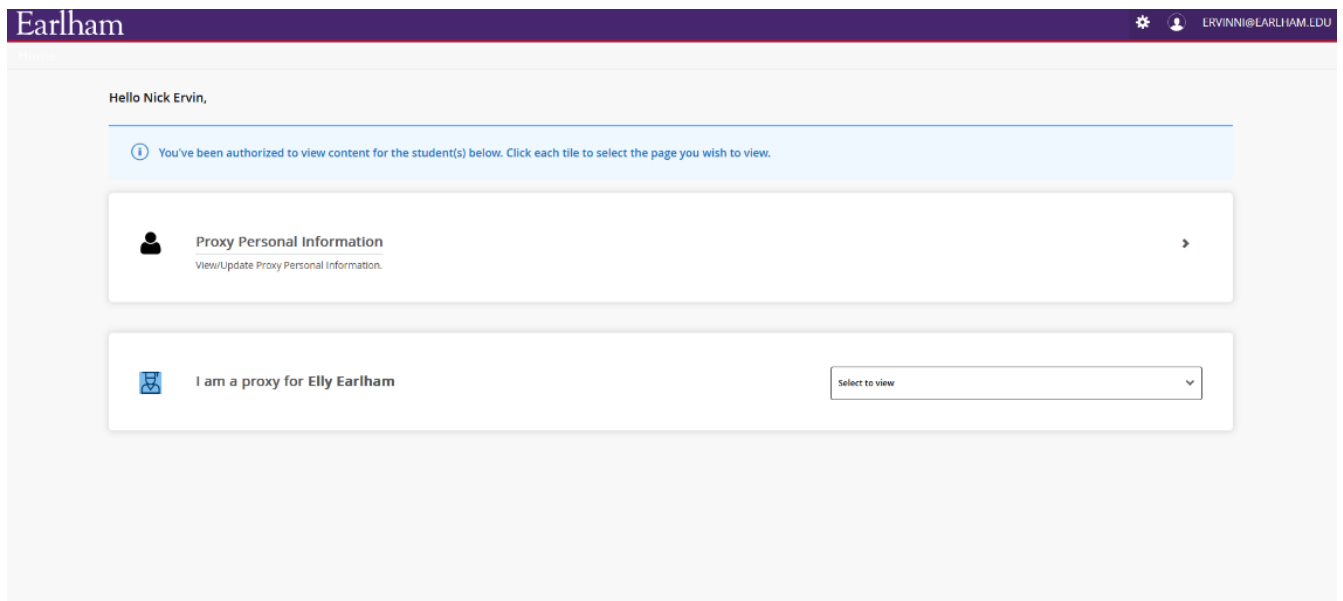 Earlham
ERVINNI@EARLHAM.EDU
Hello Nick Ervin,
You've been authorized to view content for the student(s) below. Click each tile to select the page you wish to view.
Proxy Personal Information
View/Update Proxy Personal Information.
I am a proxy for Elly Earlham
Select to view